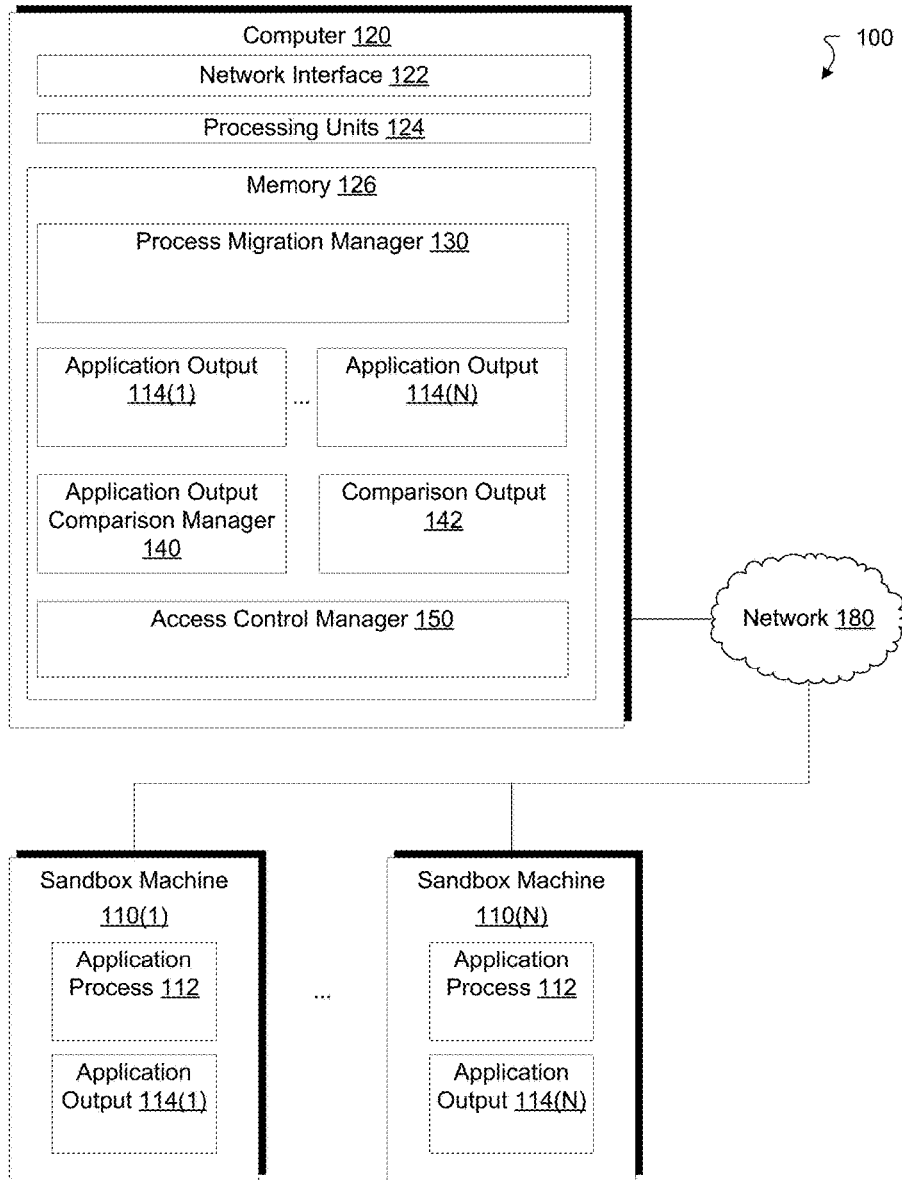 Computer 120
100
Network Interface 122
Processing Units 124
Memory 126
Process Migration Manager 130
Application Output
114(1)
...
Application Output
114(N)
Application Output
Comparison Manager
140
Comparison Output
142
Access Control Manager 150
Network 180
Sandbox Machine
110(1)
Application
Process 112
Application
Output 114(1)
...
Sandbox Machine
110(N)
Application
Process 112
Application
Output 114(N)